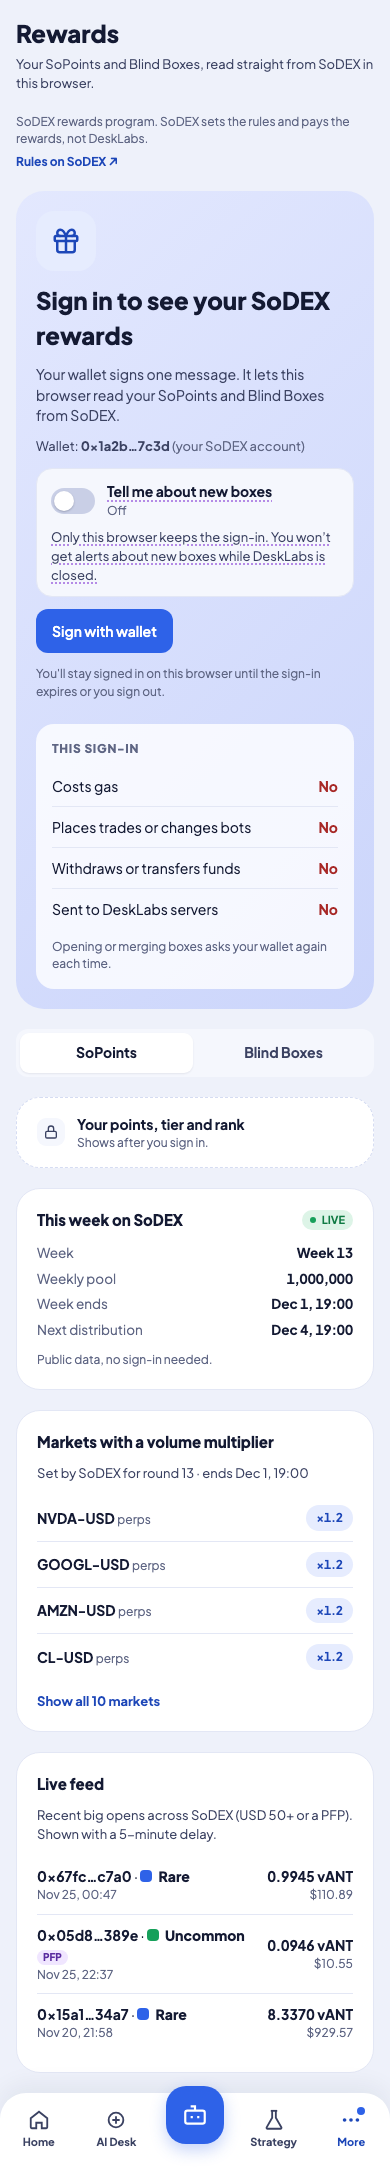 Rewards
Your SoPoints and Blind Boxes, read straight from SoDEX in
this browser.
SoDEX rewards program. SoDEX sets the rules and pays the
rewards, not DeskLabs.
Rules on SoDEX ↗
Sign in to see your SoDEX
rewards
Your wallet signs one message. It lets this
browser read your SoPoints and Blind Boxes
from SoDEX.
Wallet: 0x1a2b…7c3d (your SoDEX account)
Tell me about new boxes
Off
Only this browser keeps the sign-in. You won't
get alerts about new boxes while DeskLabs is
closed.
Sign with wallet
You'll stay signed in on this browser until the sign-in
expires or you sign out.
THIS SIGN-IN
Costs gas No
Places trades or changes bots No
Withdraws or transfers funds No
Sent to DeskLabs servers No
Opening or merging boxes asks your wallet again
each time.
SoPoints Blind Boxes
Your points, tier and rank
Shows after you sign in.
This week on SoDEX LIVE
Week Week 13
Weekly pool 1,000,000
Week ends Dec 1, 19:00
Next distribution Dec 4, 19:00
Public data, no sign-in needed.
Markets with a volume multiplier
Set by SoDEX for round 13 · ends Dec 1, 19:00
NVDA-USD perps ×1.2
GOOGL-USD perps ×1.2
AMZN-USD perps ×1.2
CL-USD perps ×1.2
Show all 10 markets
Live feed
Recent big opens across SoDEX (USD 50+ or a PFP).
Shown with a 5-minute delay.
0x67fc…c7a0 · Rare 0.9945 vANT
Nov 25, 00:47 $110.89
0x05d8…389e · Uncommon 0.0946 vANT
PFP $10.55
Nov 25, 22:37
0x15a1…34a7 · Rare 8.3370 vANT
Nov 20, 21:58 $929.57
Home AI Desk Strategy More